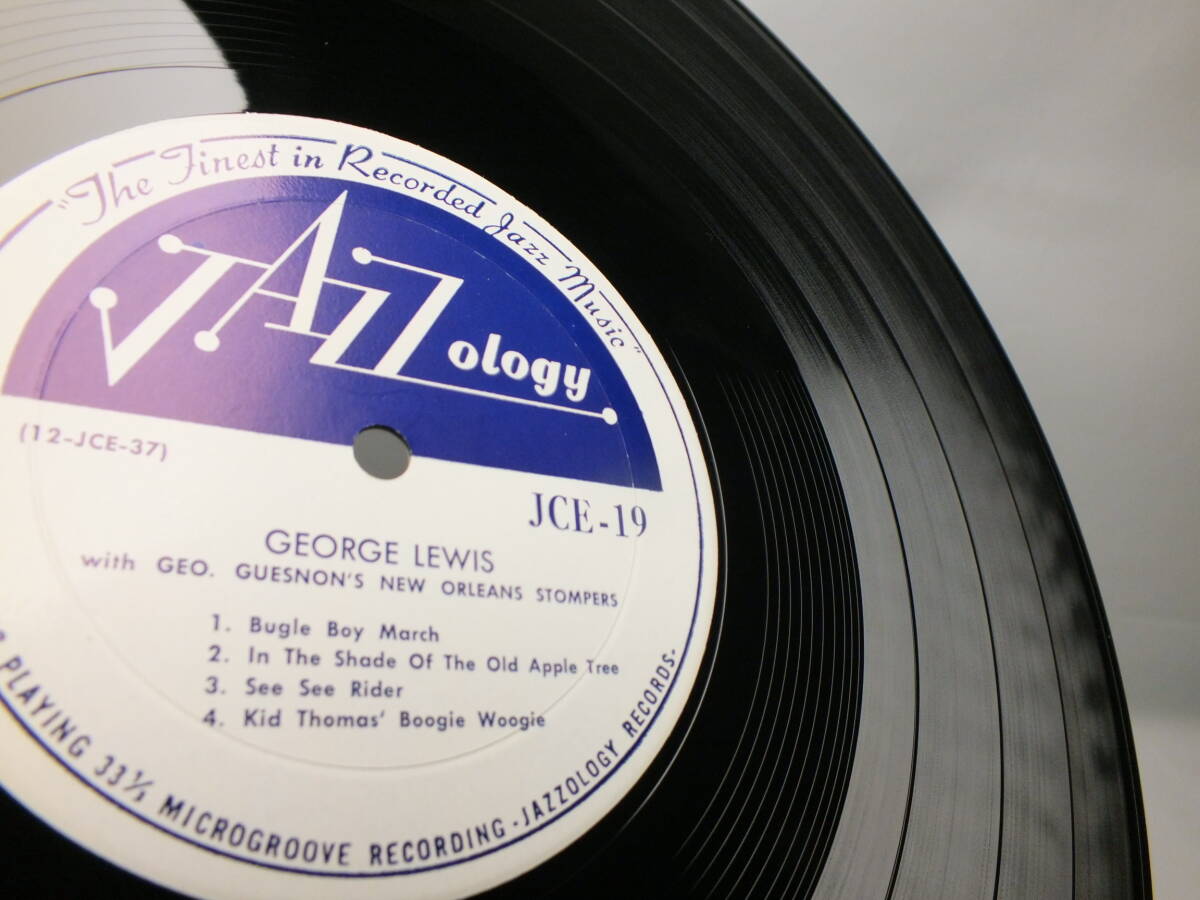 "The Finest in Recorded Jazz Music"
JAZZology
(12-JCE-37)
JCE-19
GEORGE LEWIS
with GEO. GUESNON'S NEW ORLEANS STOMPERS
1. Bugle Boy March
2. In The Shade Of The Old Apple Tree
3. See See Rider
4. Kid Thomas' Boogie Woogie
PLAYING 33⅓ MICROGROOVE RECORDING - JAZZOLOGY RECORDS -